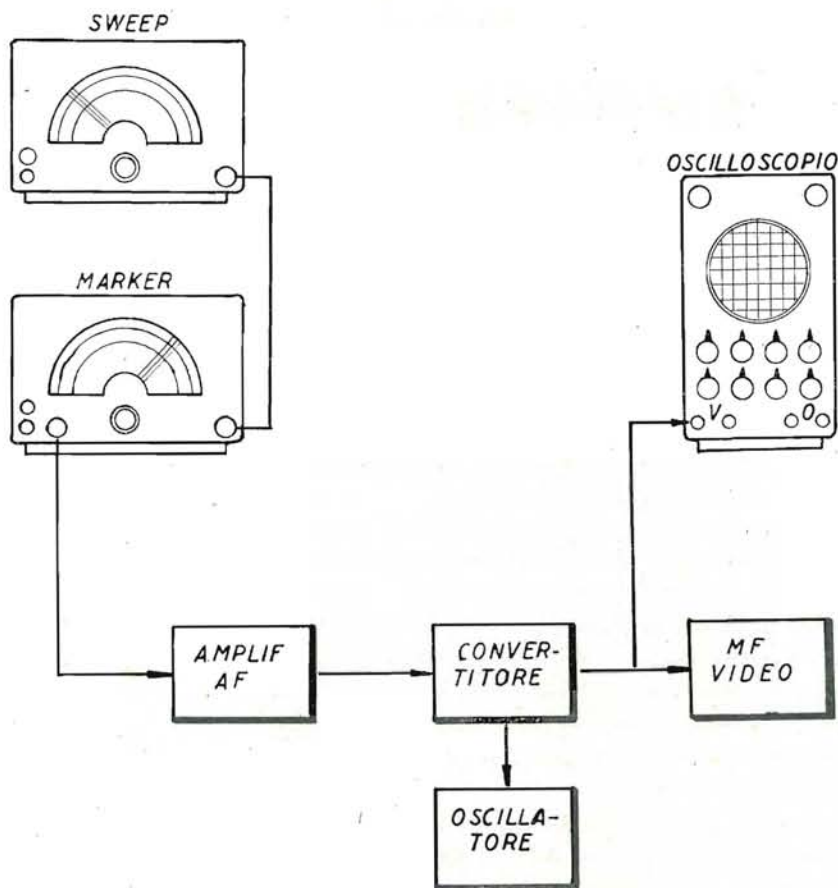 SWEEP
OSCILLOSCOPIO
MARKER
V O
AMPLIF
AF
CONVER-
TITORE
MF
VIDEO
OSCILLA-
TORE